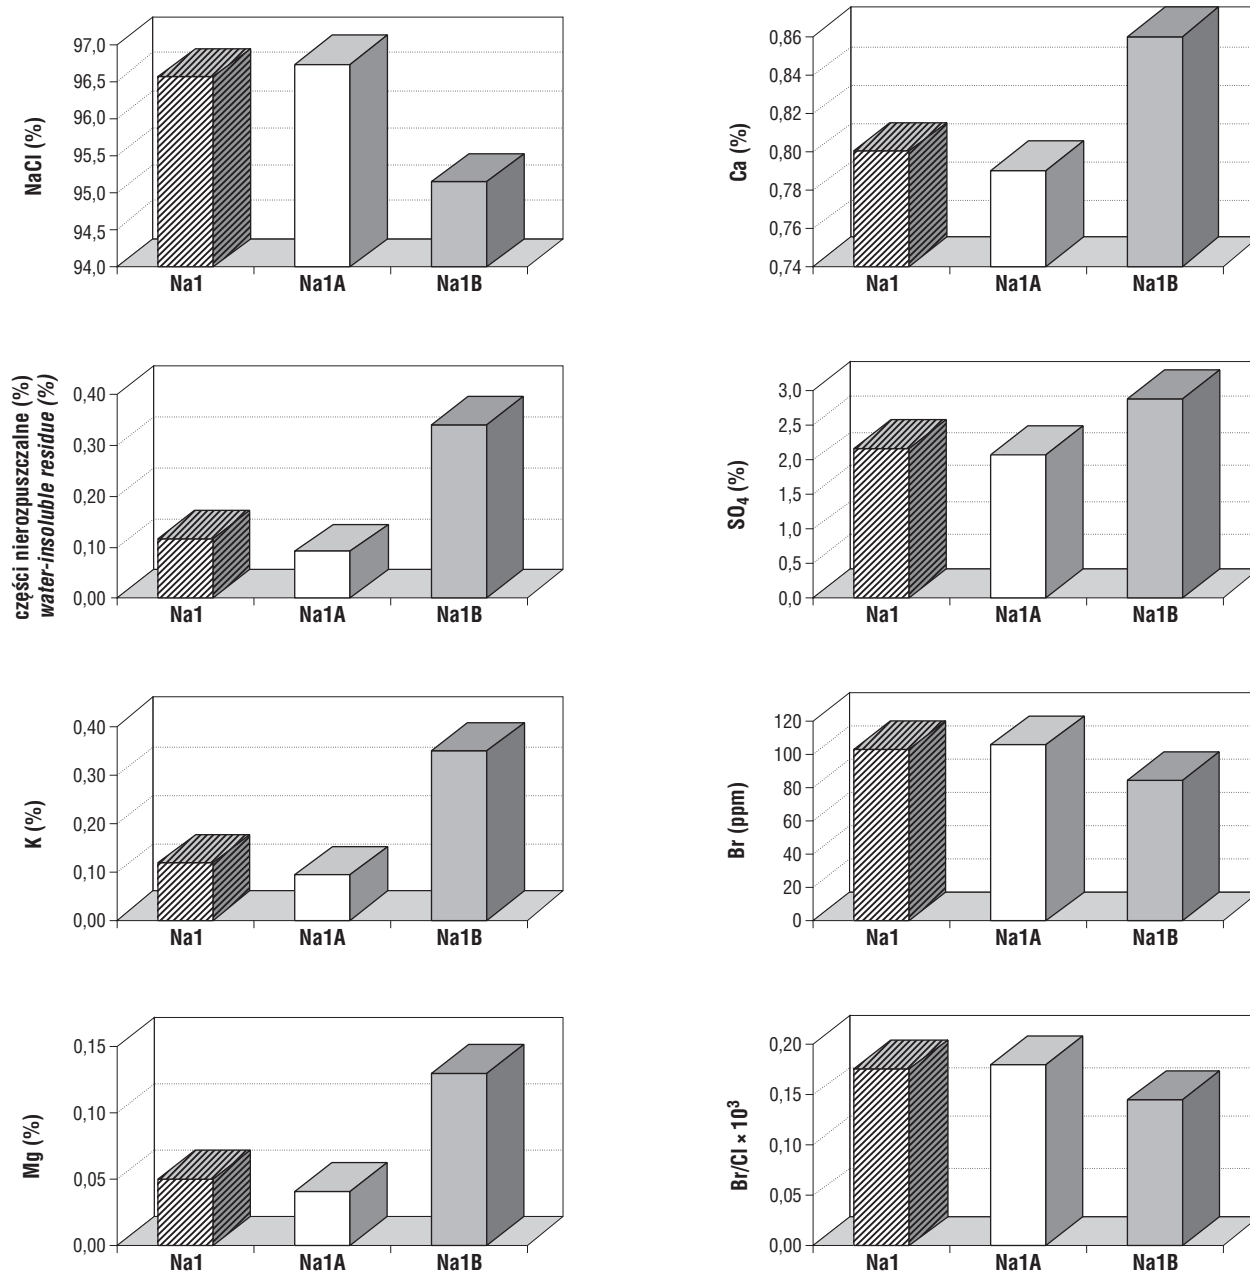 NaCl (%)
97,0
96,5
96,0
95,5
95,0
94,5
94,0
Na1 Na1A Na1B
Ca (%)
0,86
0,84
0,82
0,80
0,78
0,76
0,74
Na1 Na1A Na1B
części nierozpuszczalne (%)
water-insoluble residue (%)
0,40
0,30
0,20
0,10
0,00
Na1 Na1A Na1B
SO₄ (%)
3,0
2,5
2,0
1,5
1,0
0,5
0,0
Na1 Na1A Na1B
K (%)
0,40
0,30
0,20
0,10
0,00
Na1 Na1A Na1B
Br (ppm)
120
100
80
60
40
20
0
Na1 Na1A Na1B
Mg (%)
0,15
0,10
0,05
0,00
Na1 Na1A Na1B
Br/Cl × 10³
0,20
0,15
0,10
0,05
0,00
Na1 Na1A Na1B